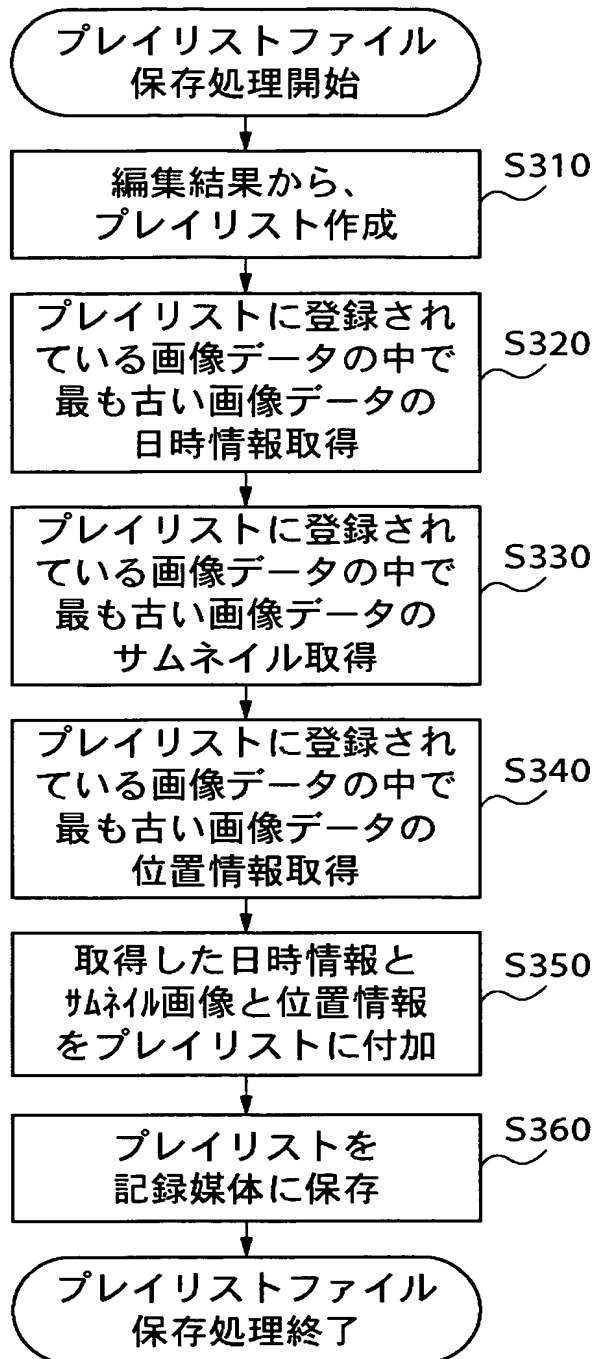 プレイリストファイル
保存処理開始
編集結果から、
プレイリスト作成
S310
プレイリストに登録され
ている画像データの中で
最も古い画像データの
日時情報取得
S320
プレイリストに登録され
ている画像データの中で
最も古い画像データの
サムネイル取得
S330
プレイリストに登録され
ている画像データの中で
最も古い画像データの
位置情報取得
S340
取得した日時情報と
ｻﾑﾈｲﾙ画像と位置情報
をプレイリストに付加
S350
プレイリストを
記録媒体に保存
S360
プレイリストファイル
保存処理終了